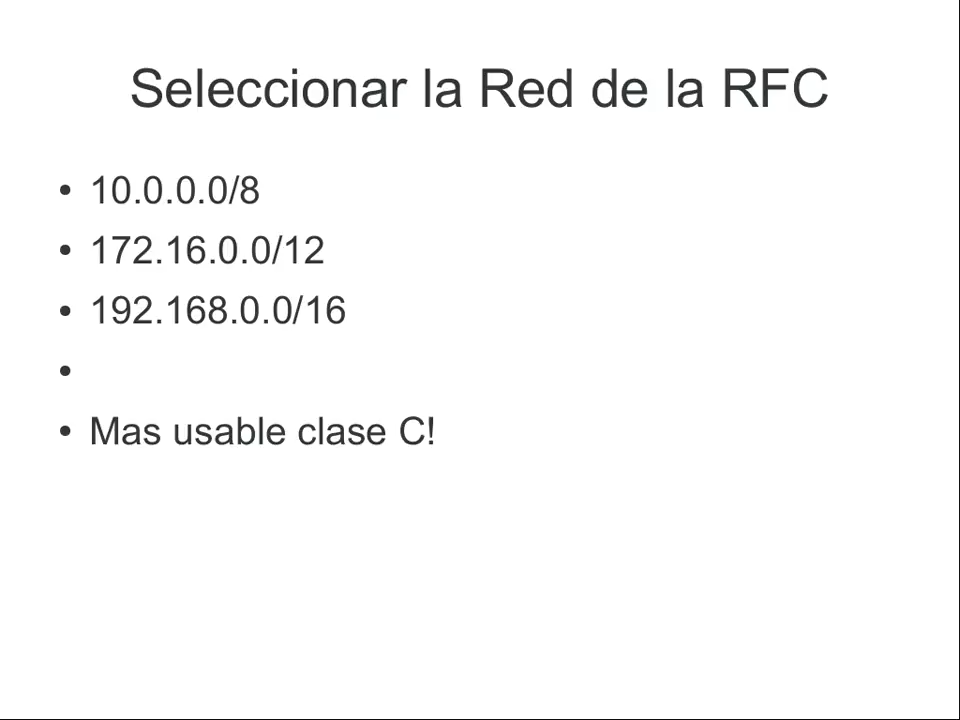 Seleccionar la Red de la RFC
• 10.0.0.0/8
• 172.16.0.0/12
• 192.168.0.0/16
•
• Mas usable clase C!